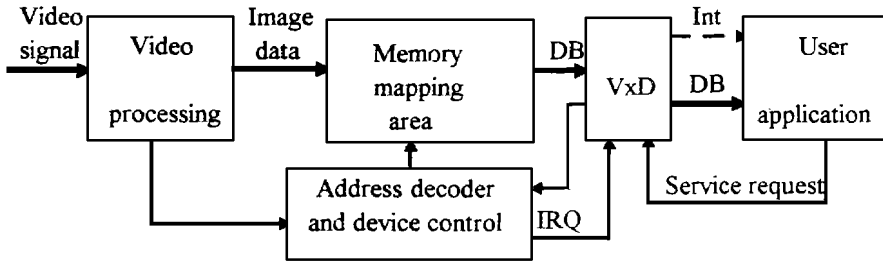 Video
signal
Video
processing
Image
data
Memory
mapping
area
DB
VxD
Int
DB
User
application
Address decoder
and device control
IRQ
Service request